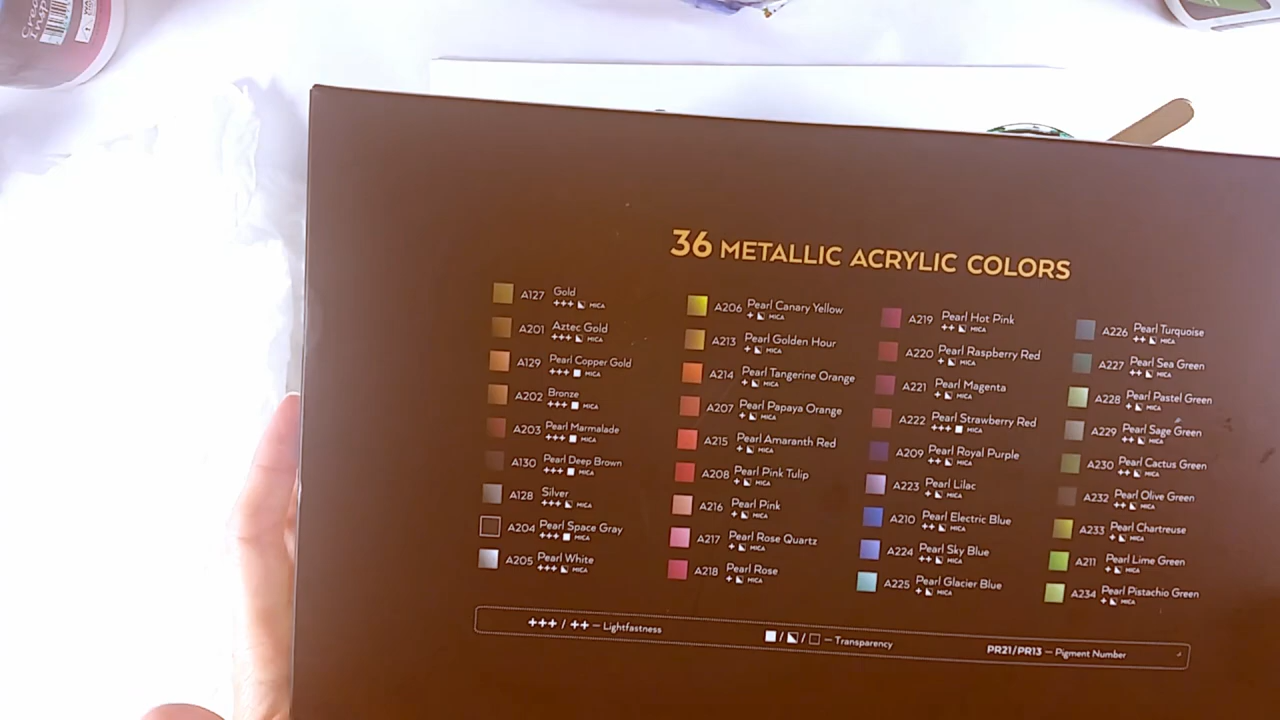 36 METALLIC ACRYLIC COLORS
A127 Gold
+++ MICA
A201 Aztec Gold
+++ MICA
A129 Pearl Copper Gold
+++ MICA
A202 Bronze
+++ MICA
A203 Pearl Marmalade
+++ MICA
A130 Pearl Deep Brown
+++ MICA
A128 Silver
+++ MICA
A204 Pearl Space Gray
+++ MICA
A205 Pearl White
+++ MICA
A206 Pearl Canary Yellow
+ MICA
A213 Pearl Golden Hour
+ MICA
A214 Pearl Tangerine Orange
+ MICA
A207 Pearl Papaya Orange
+ MICA
A215 Pearl Amaranth Red
+ MICA
A208 Pearl Pink Tulip
+ MICA
A216 Pearl Pink
+ MICA
A217 Pearl Rose Quartz
+ MICA
A218 Pearl Rose
+ MICA
A219 Pearl Hot Pink
++ MICA
A220 Pearl Raspberry Red
+ MICA
A221 Pearl Magenta
+ MICA
A222 Pearl Strawberry Red
+++ MICA
A209 Pearl Royal Purple
++ MICA
A223 Pearl Lilac
+ MICA
A210 Pearl Electric Blue
++ MICA
A224 Pearl Sky Blue
++ MICA
A225 Pearl Glacier Blue
+ MICA
A226 Pearl Turquoise
++ MICA
A227 Pearl Sea Green
++ MICA
A228 Pearl Pastel Green
+ MICA
A229 Pearl Sage Green
++ MICA
A230 Pearl Cactus Green
++ MICA
A232 Pearl Olive Green
++ MICA
A233 Pearl Chartreuse
+ MICA
A211 Pearl Lime Green
+ MICA
A234 Pearl Pistachio Green
+ MICA
+++ / ++ — Lightfastness
/ / — Transparency
PR21/PR13 — Pigment Number